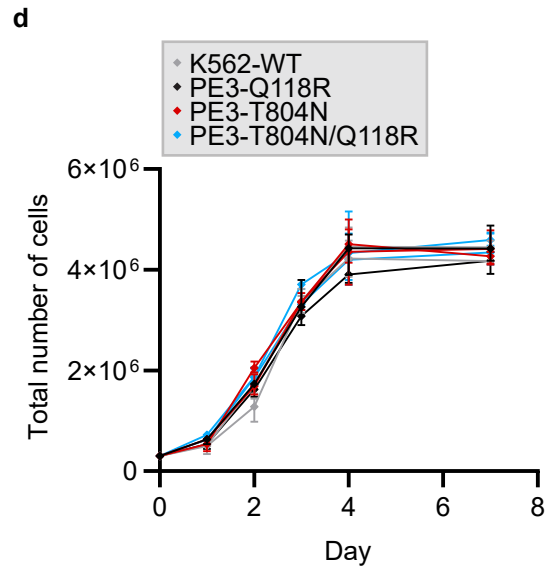 d
K562-WT
PE3-Q118R
PE3-T804N
PE3-T804N/Q118R
6×10⁶
4×10⁶
2×10⁶
0
Total number of cells
0 2 4 6 8
Day